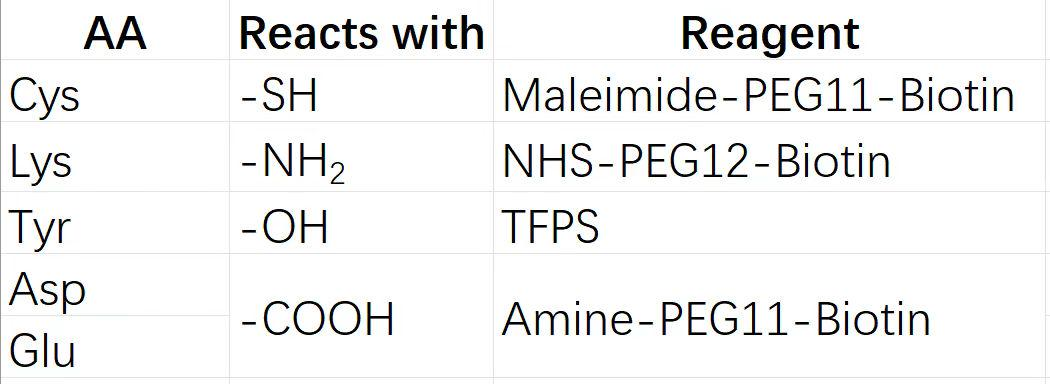 AA Reacts with Reagent
Cys -SH Maleimide-PEG11-Biotin
Lys -NH₂ NHS-PEG12-Biotin
Tyr -OH TFPS
Asp
-COOH Amine-PEG11-Biotin
Glu